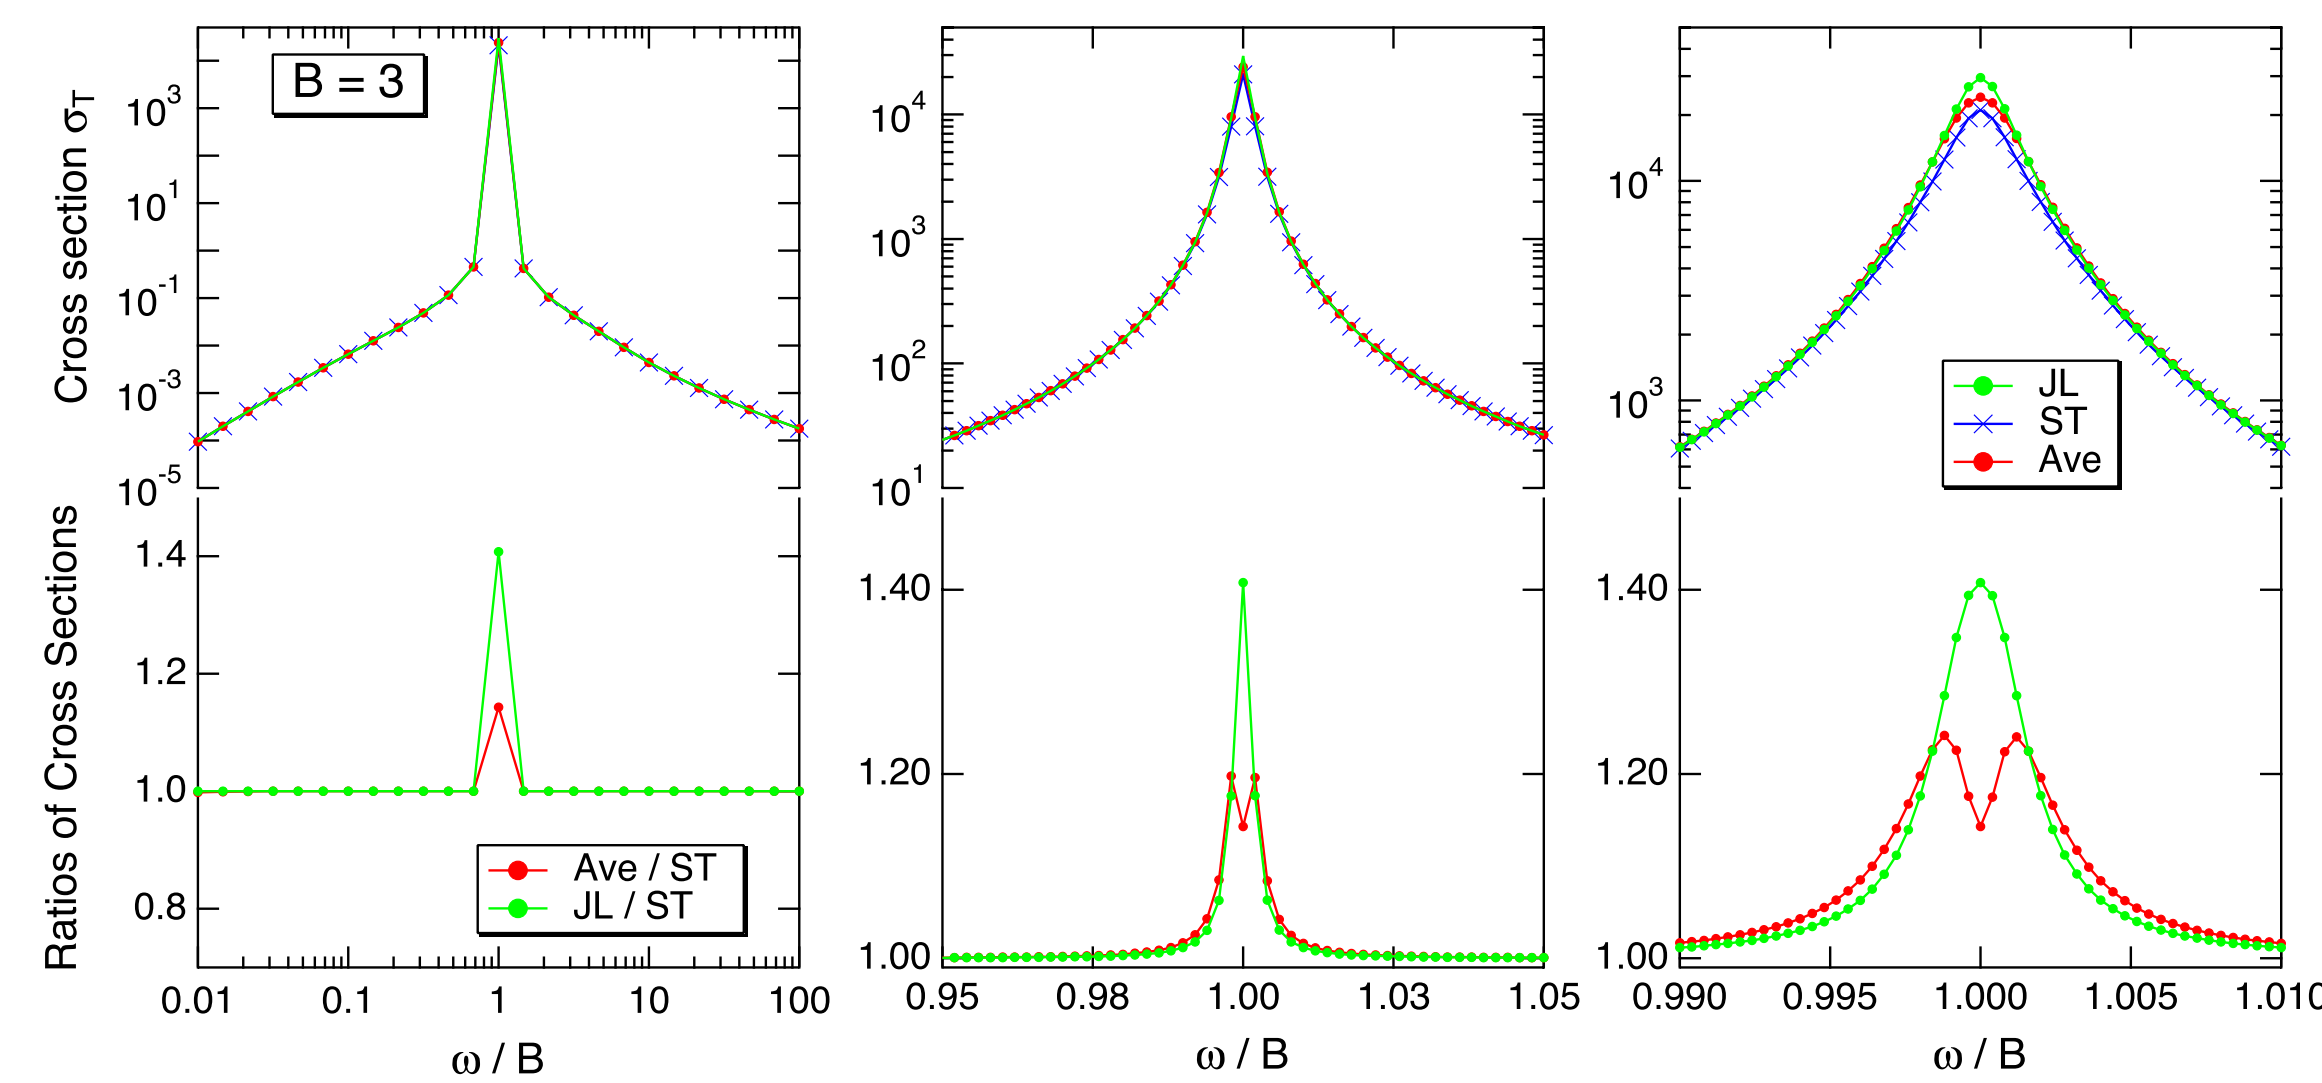 Cross section σT
B = 3
10^3
10^1
10^-1
10^-3
10^-5
10^4
10^3
10^2
10^1
10^4
10^3
JL
ST
Ave
Ratios of Cross Sections
1.4
1.2
1.0
0.8
Ave / ST
JL / ST
0.01 0.1 1 10 100
ω / B
1.40
1.20
1.00
0.95 0.98 1.00 1.03 1.05
ω / B
1.40
1.20
1.00
0.990 0.995 1.000 1.005 1.010
ω / B